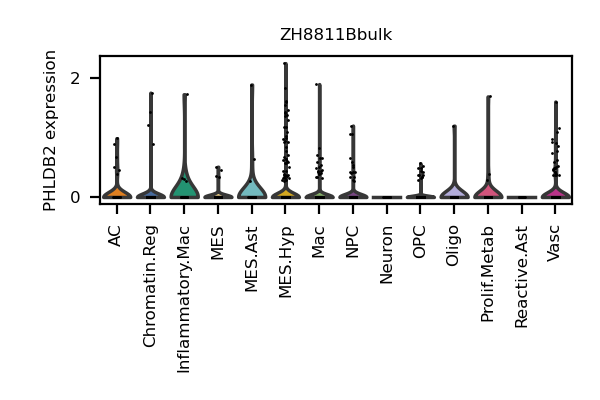 ZH8811Bbulk
PHLDB2 expression
2
0
AC
Chromatin.Reg
Inflammatory.Mac
MES
MES.Ast
MES.Hyp
Mac
NPC
Neuron
OPC
Oligo
Prolif.Metab
Reactive.Ast
Vasc